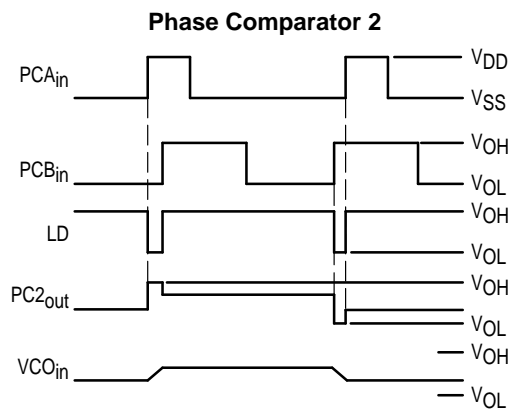 Phase Comparator 2
PCAin
VDD
VSS
PCBin
VOH
VOL
LD
VOH
VOL
PC2out
VOH
VOL
VCOin
VOH
VOL